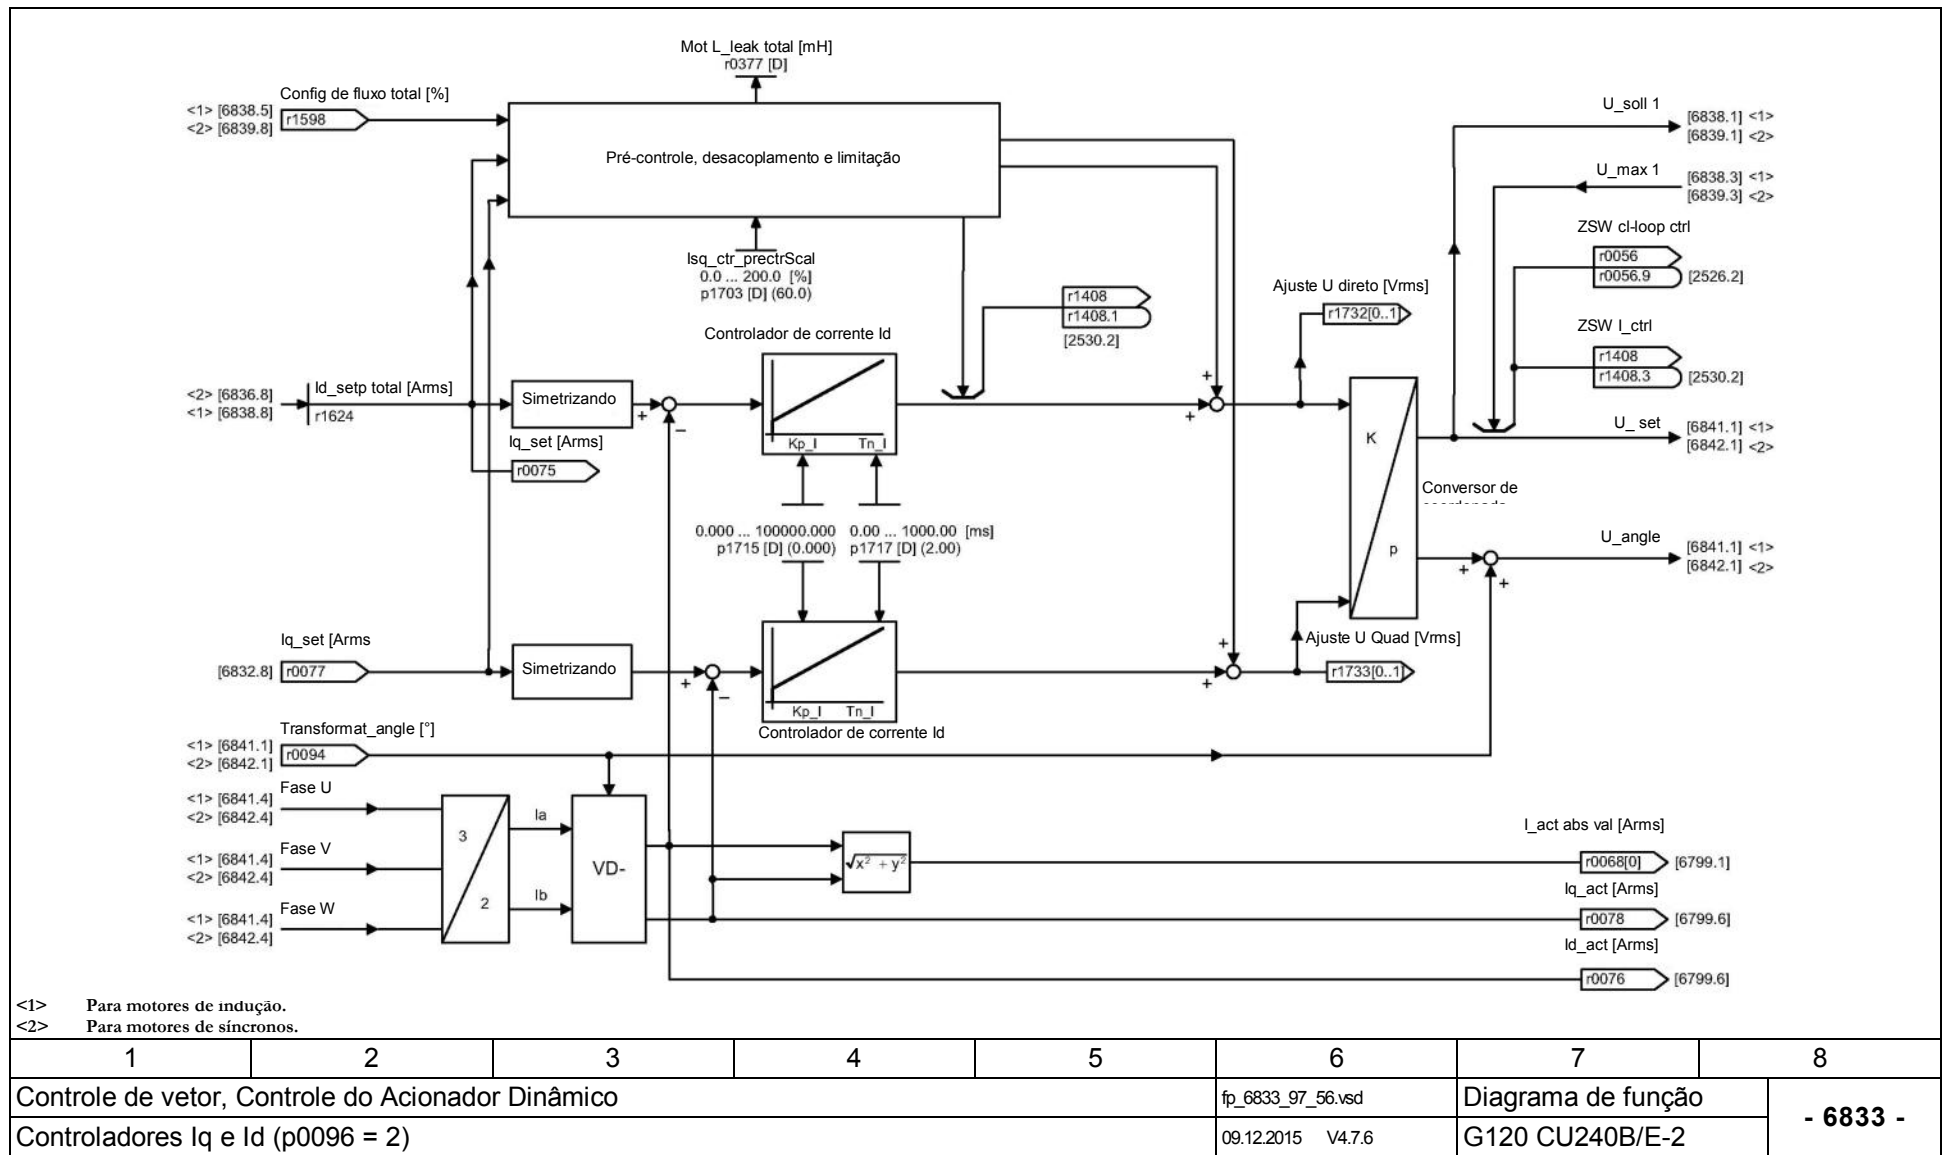 Mot L_leak total [mH]
r0377 [D]
Config de fluxo total [%]
<1> [6838.5]
<2> [6839.8]
r1598
Pré-controle, desacoplamento e limitação
U_soll 1
[6838.1] <1>
[6839.1] <2>
U_max 1
[6838.3] <1>
[6839.3] <2>
ZSW cl-loop ctrl
r0056
r0056.9
[2526.2]
Isq_ctr_prectrScal
0.0 ... 200.0 [%]
p1703 [D] (60.0)
r1408
r1408.1
[2530.2]
Ajuste U direto [Vrms]
r1732[0..1]
ZSW I_ctrl
r1408
r1408.3
[2530.2]
Controlador de corrente Id
<2> [6836.8]
<1> [6838.8]
Id_setp total [Arms]
r1624
Simetrizando
+
–
Kp_I
Tn_I
+
+
Iq_set [Arms]
r0075
K
p
U_ set
[6841.1] <1>
[6842.1] <2>
Conversor de
0.000 ... 100000.000
p1715 [D] (0.000)
0.00 ... 1000.00 [ms]
p1717 [D] (2.00)
U_angle
[6841.1] <1>
[6842.1] <2>
+
+
Iq_set [Arms
[6832.8]
r0077
Simetrizando
+
–
Kp_I
Tn_I
Controlador de corrente Id
+
+
Ajuste U Quad [Vrms]
r1733[0..1]
Transformat_angle [°]
<1> [6841.1]
<2> [6842.1]
r0094
Fase U
<1> [6841.4]
<2> [6842.4]
Fase V
<1> [6841.4]
<2> [6842.4]
Fase W
<1> [6841.4]
<2> [6842.4]
3
2
Ia
Ib
VD-
√x² + y²
I_act abs val [Arms]
r0068[0]
[6799.1]
Iq_act [Arms]
r0078
[6799.6]
Id_act [Arms]
r0076
[6799.6]
<1> Para motores de indução.
<2> Para motores de síncronos.
1 2 3 4 5 6 7 8
Controle de vetor, Controle do Acionador Dinâmico
fp_6833_97_56.vsd
Diagrama de função
- 6833 -
Controladores Iq e Id (p0096 = 2)
09.12.2015 V4.7.6
G120 CU240B/E-2